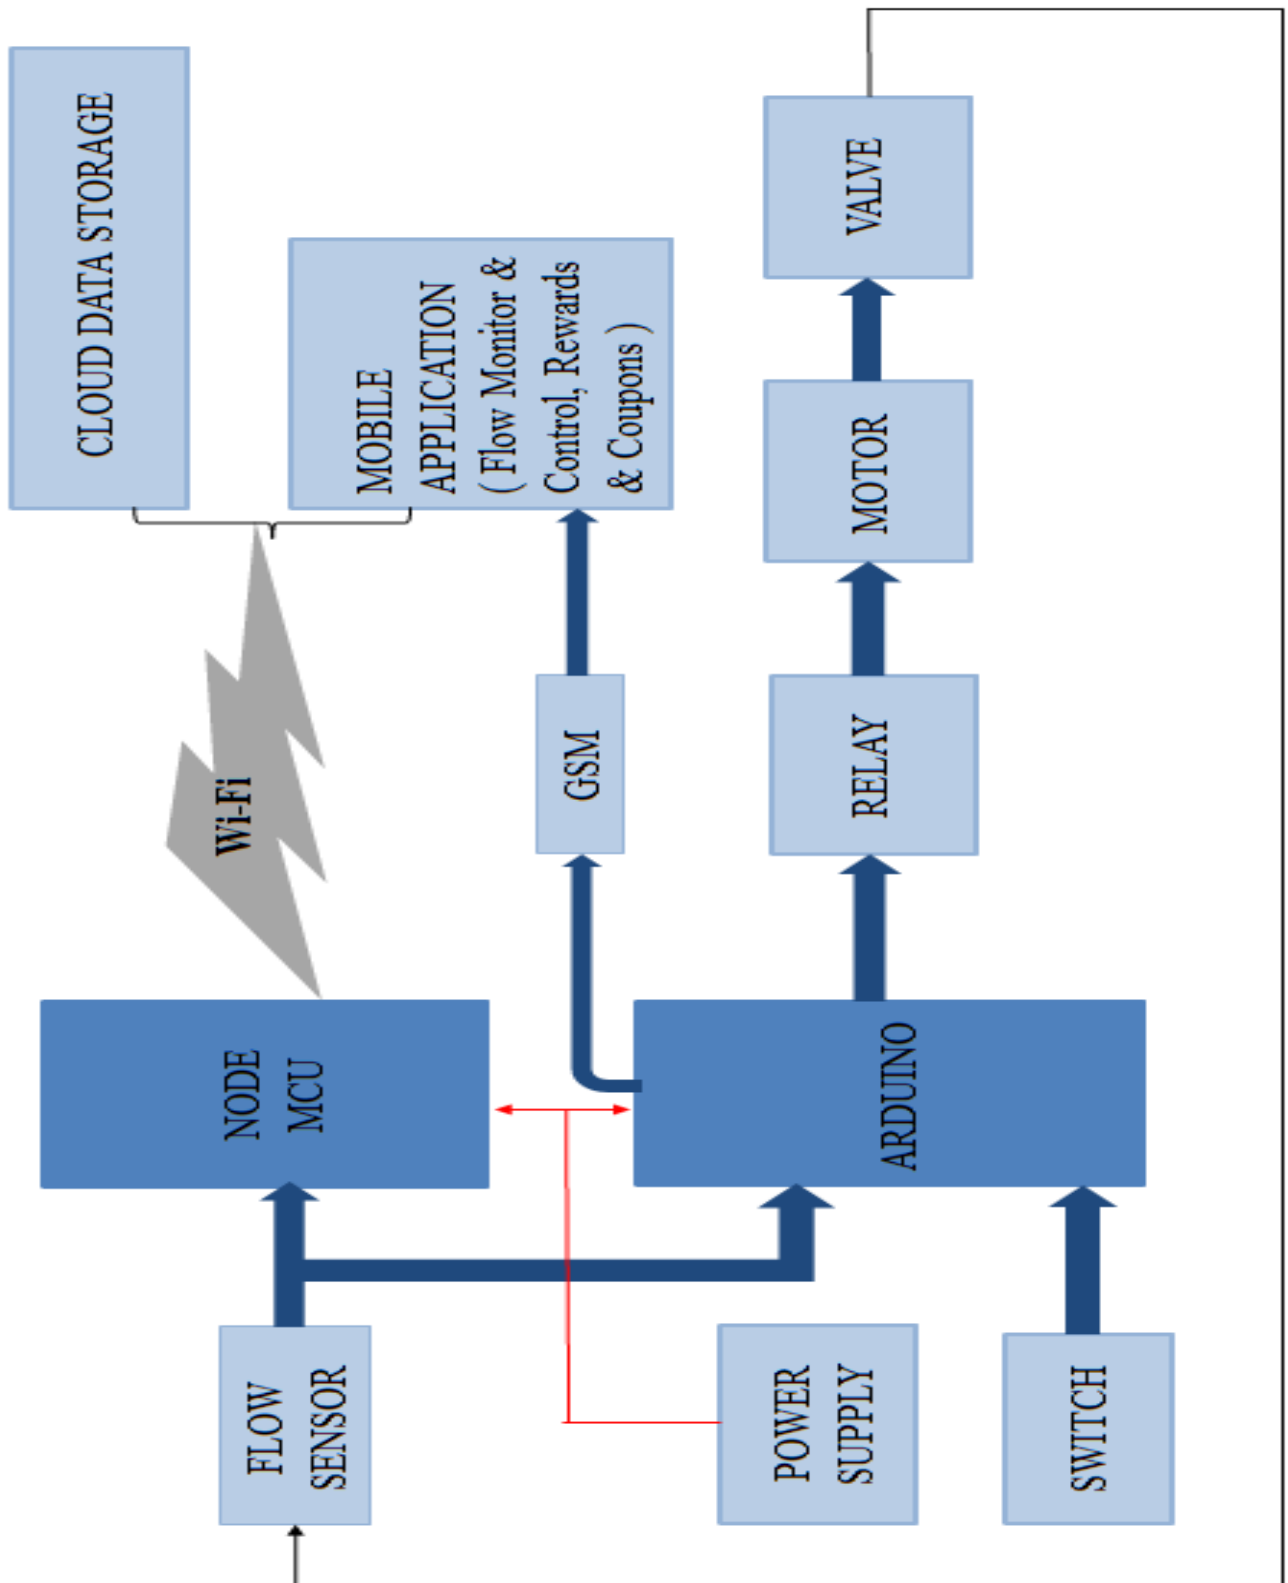 CLOUD DATA STORAGE
Wi-Fi
NODE
MCU
FLOW
SENSOR
MOBILE
APPLICATION
( Flow Monitor &
Control, Rewards
& Coupons )
GSM
POWER
SUPPLY
ARDUINO
RELAY
MOTOR
VALVE
SWITCH